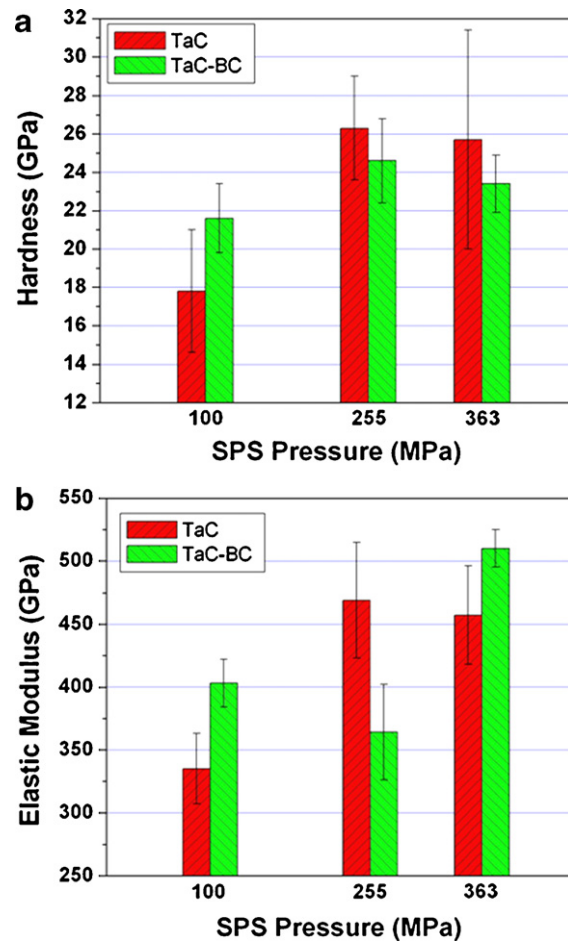 a
32
30
28
26
24
22
20
18
16
14
12
Hardness (GPa)
TaC
TaC-BC
100 255 363
SPS Pressure (MPa)
b
550
500
450
400
350
300
250
Elastic Modulus (GPa)
TaC
TaC-BC
100 255 363
SPS Pressure (MPa)